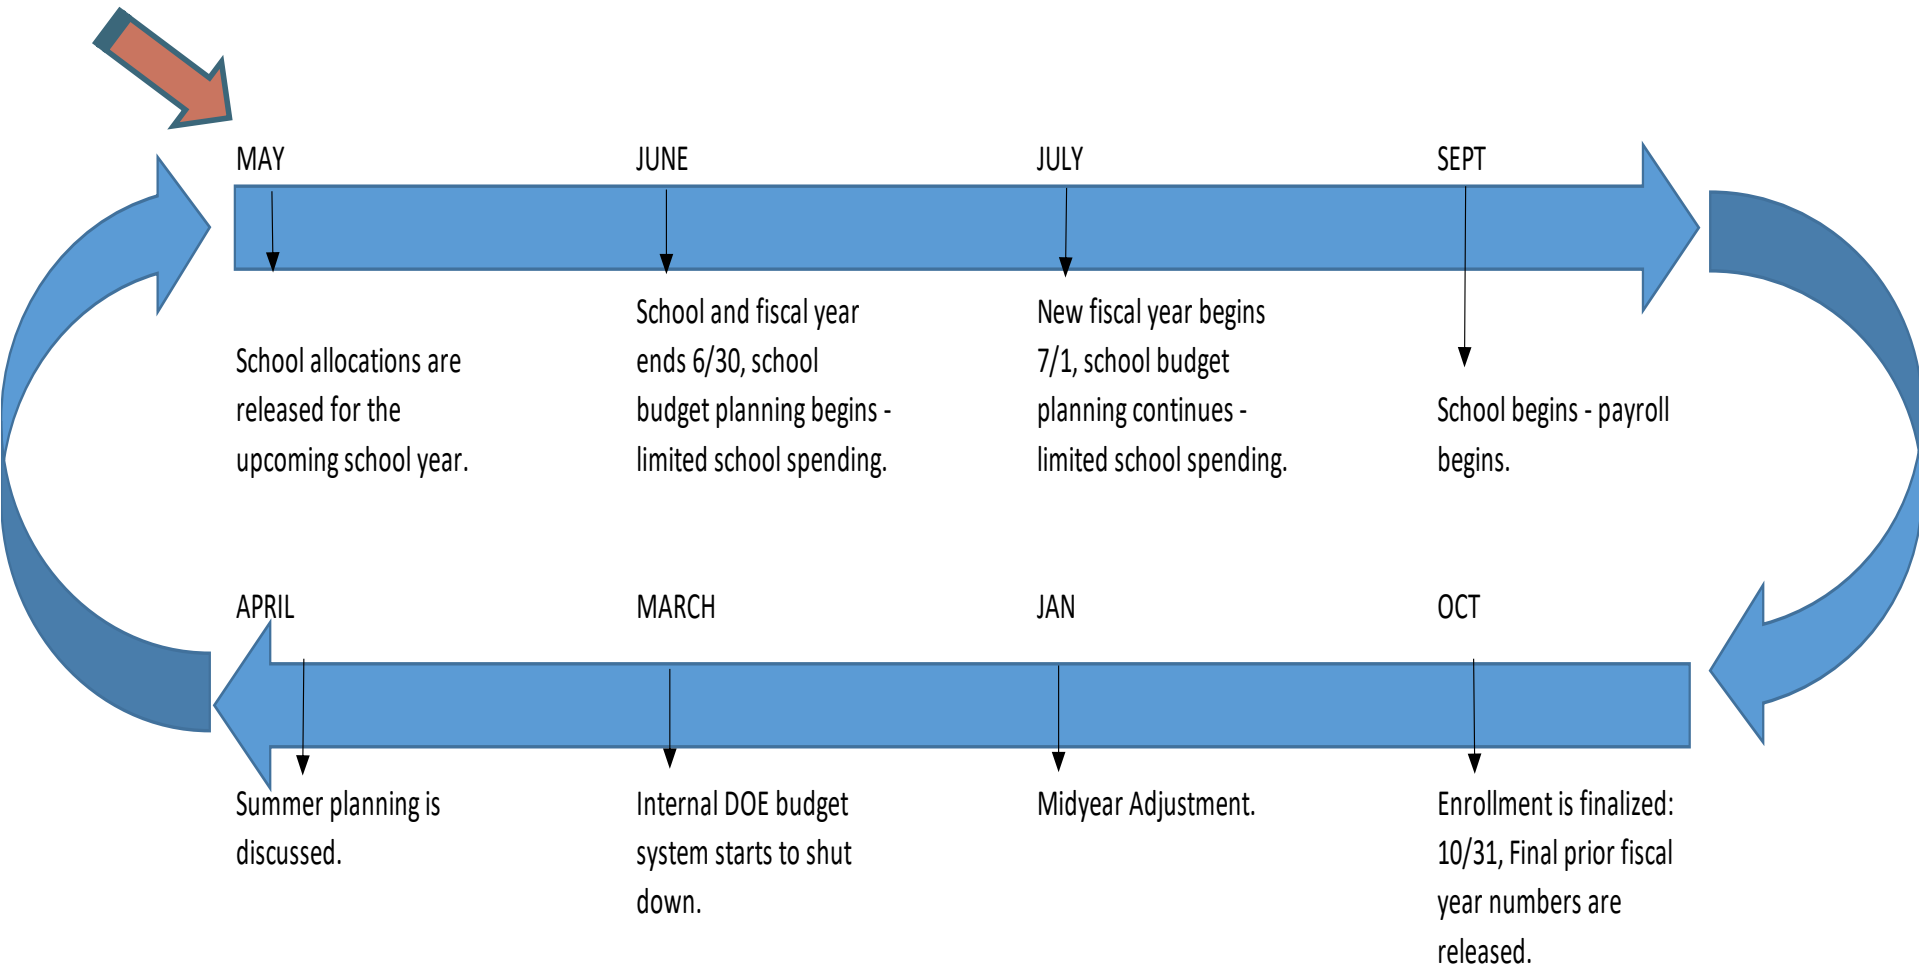 MAY
School allocations are
released for the
upcoming school year.
JUNE
School and fiscal year
ends 6/30, school
budget planning begins -
limited school spending.
JULY
New fiscal year begins
7/1, school budget
planning continues -
limited school spending.
SEPT
School begins - payroll
begins.
APRIL
Summer planning is
discussed.
MARCH
Internal DOE budget
system starts to shut
down.
JAN
Midyear Adjustment.
OCT
Enrollment is finalized:
10/31, Final prior fiscal
year numbers are
released.